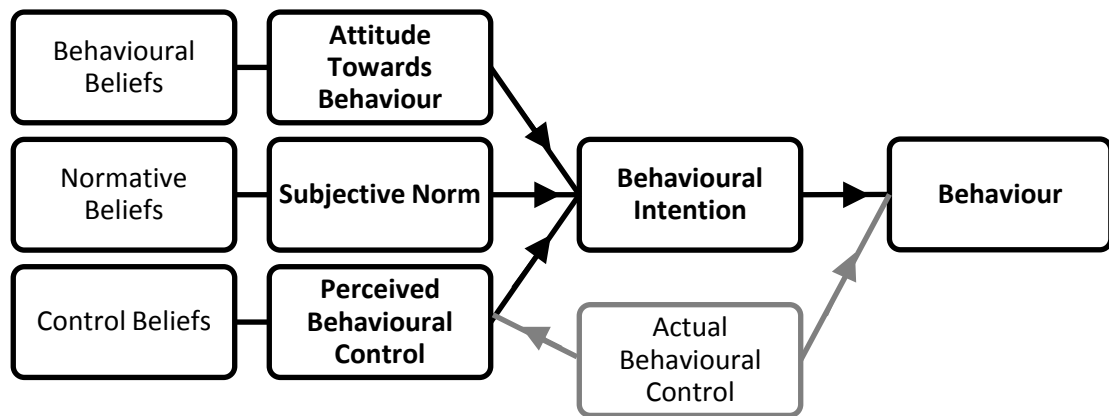 Behavioural
Beliefs
Attitude
Towards
Behaviour
Normative
Beliefs
Subjective Norm
Behavioural
Intention
Behaviour
Control Beliefs
Perceived
Behavioural
Control
Actual
Behavioural
Control